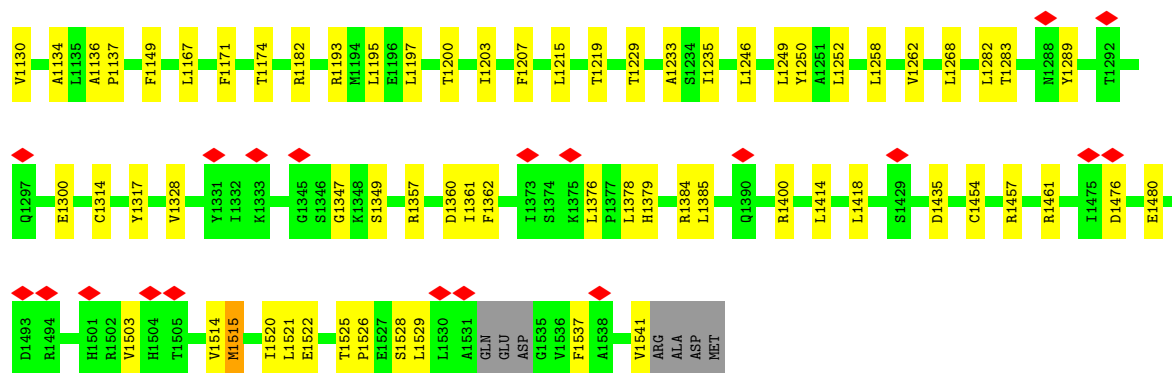 V1130 A1134 L1135 A1136 P1137 F1149 L1167 F1171 T1174 R1182 R1193 M1194 L1195 E1196 L1197 T1200 I1203 F1207 L1215 T1219 T1229 A1233 S1234 I1235 L1246 L1249 Y1250 A1251 L1252 L1258 V1262 L1268 L1282 T1283 N1288 Y1289 T1292
Q1297 E1300 C1314 Y1317 V1328 Y1331 I1332 K1333 G1345 S1346 G1347 K1348 S1349 R1357 D1360 I1361 F1362 I1373 S1374 K1375 L1376 P1377 L1378 H1379 R1384 L1385 Q1390 R1400 L1414 L1418 S1429 D1435 C1454 R1457 R1461 I1475 D1476 E1480
D1493 R1494 H1501 R1502 V1503 H1504 T1505 V1514 M1515 I1520 L1521 E1522 T1525 P1526 E1527 S1528 L1529 L1530 A1531 GLN GLU ASP G1535 V1536 F1537 A1538 V1541 ARG ALA ASP MET